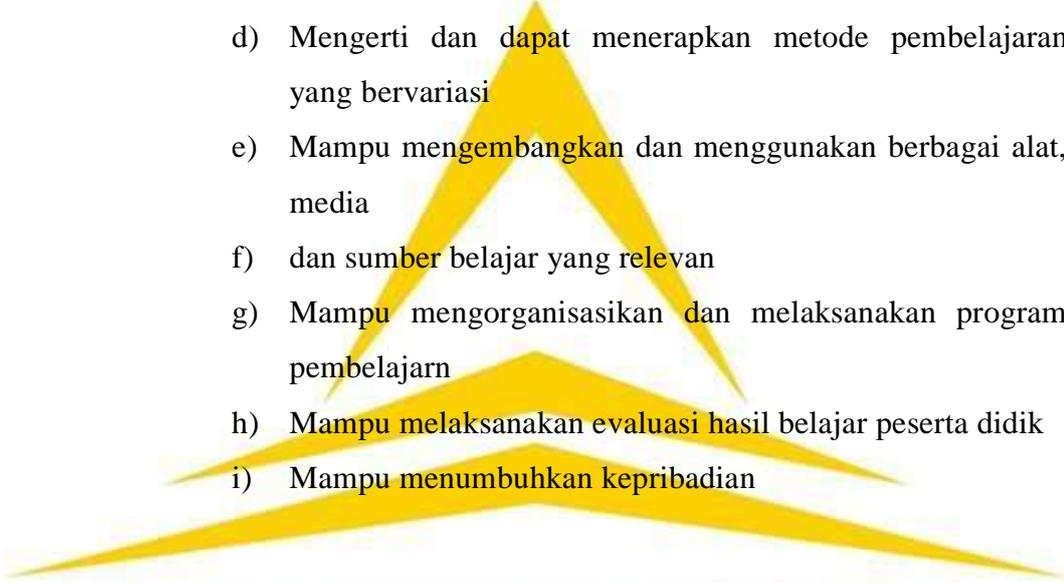 d) Mengerti dan dapat menerapkan metode pembelajaran
yang bervariasi
e) Mampu mengembangkan dan menggunakan berbagai alat,
media
f) dan sumber belajar yang relevan
g) Mampu mengorganisasikan dan melaksanakan program
pembelajarn
h) Mampu melaksanakan evaluasi hasil belajar peserta didik
i) Mampu menumbuhkan kepribadian